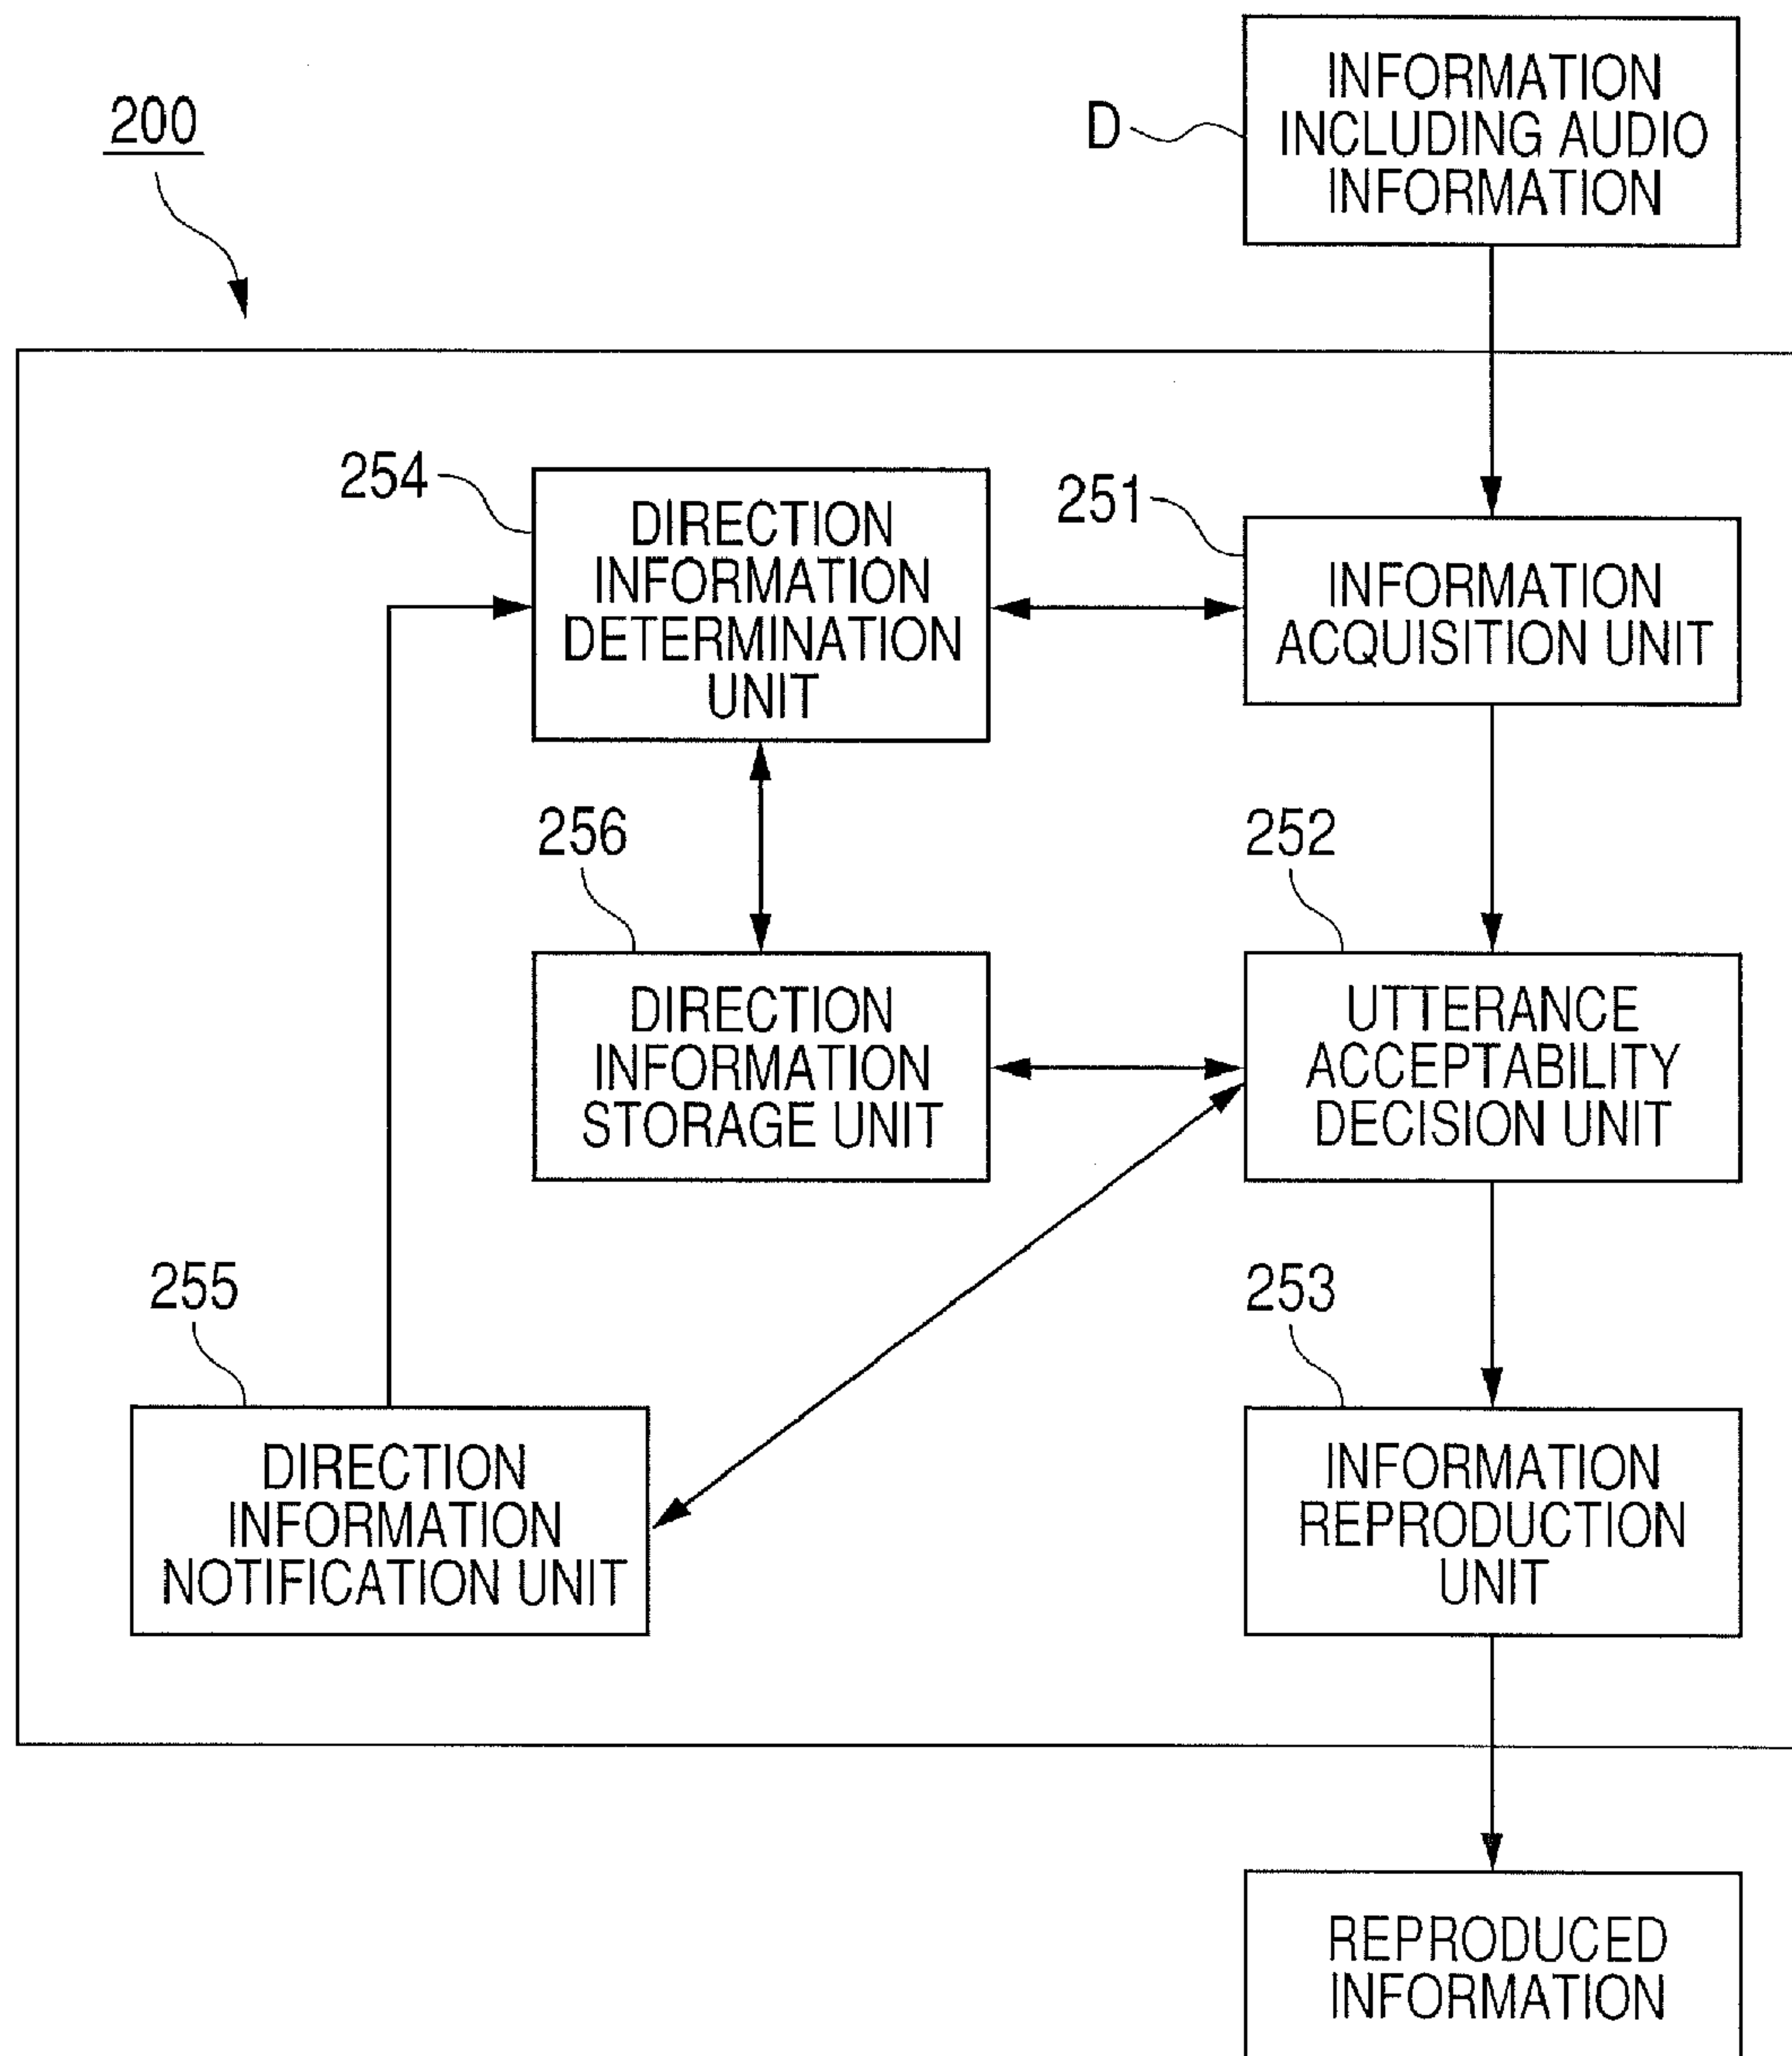 INFORMATION
INCLUDING AUDIO
INFORMATION
D
200
254
DIRECTION
INFORMATION
DETERMINATION
UNIT
251
INFORMATION
ACQUISITION UNIT
256
DIRECTION
INFORMATION
STORAGE UNIT
252
UTTERANCE
ACCEPTABILITY
DECISION UNIT
255
DIRECTION
INFORMATION
NOTIFICATION UNIT
253
INFORMATION
REPRODUCTION
UNIT
REPRODUCED
INFORMATION